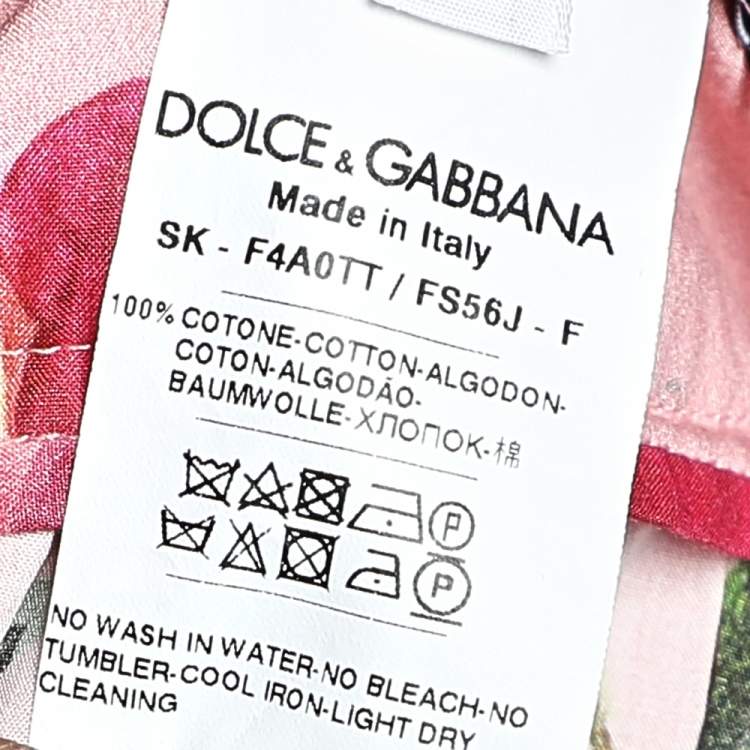 DOLCE & GABBANA
Made in Italy
SK - F4A0TT / FS56J - F
100% COTONE-COTTON-ALGODON-
COTON-ALGODÃO-
BAUMWOLLE-ХЛОПОК-棉
P
P
NO WASH IN WATER-NO BLEACH-NO
TUMBLER-COOL IRON-LIGHT DRY
CLEANING